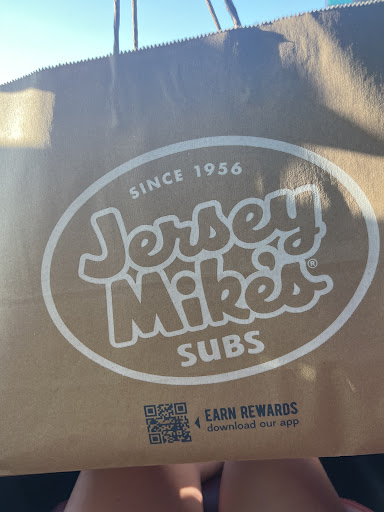 SINCE 1956
Jersey
Mike's®
SUBS
EARN REWARDS
download our app